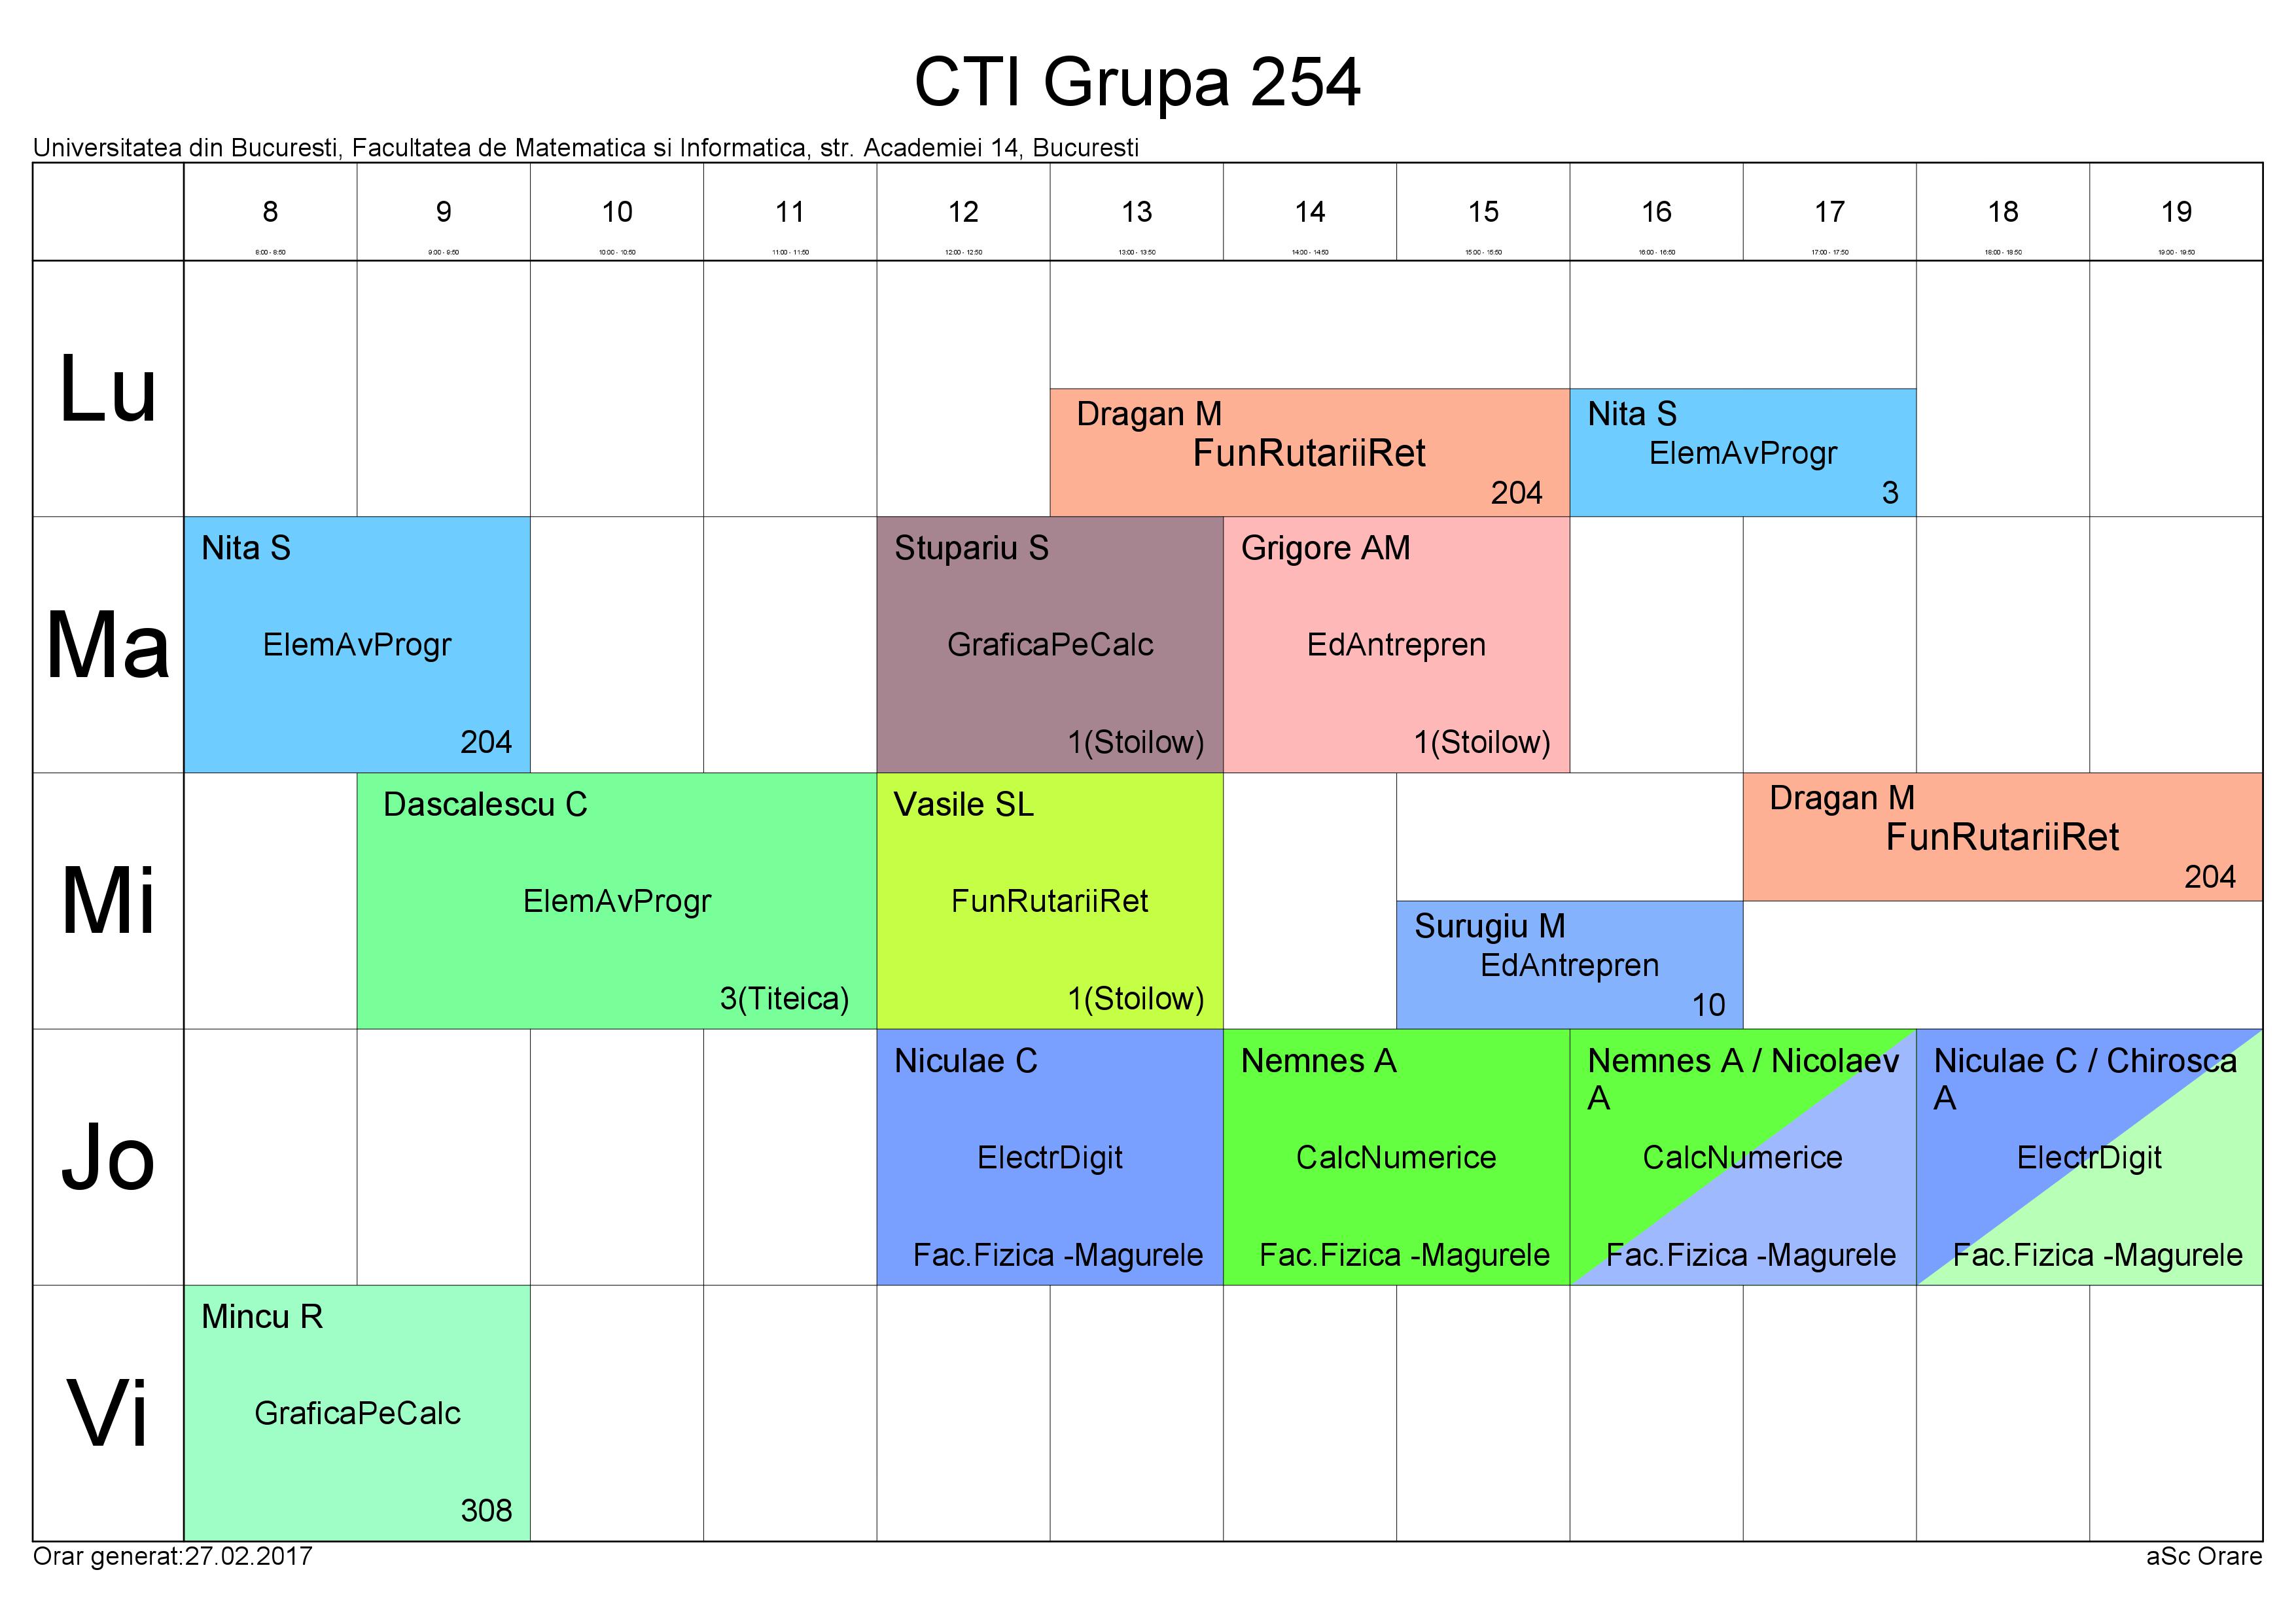 CTI Grupa 254
Universitatea din Bucuresti, Facultatea de Matematica si Informatica, str. Academiei 14, Bucuresti
8 9 10 11 12 13 14 15 16 17 18 19
8:00 - 8:50 9:00 - 9:50 10:00 - 10:50 11:00 - 11:50 12:00 - 12:50 13:00 - 13:50 14:00 - 14:50 15:00 - 15:50 16:00 - 16:50 17:00 - 17:50 18:00 - 18:50 19:00 - 19:50
Lu
Dragan M
FunRutariiRet
204
Nita S
ElemAvProgr
3
Ma
Nita S
ElemAvProgr
204
Stupariu S
GraficaPeCalc
1(Stoilow)
Grigore AM
EdAntrepren
1(Stoilow)
Mi
Dascalescu C
ElemAvProgr
3(Titeica)
Vasile SL
FunRutariiRet
1(Stoilow)
Surugiu M
EdAntrepren
10
Dragan M
FunRutariiRet
204
Jo
Niculae C
ElectrDigit
Fac.Fizica -Magurele
Nemnes A
CalcNumerice
Fac.Fizica -Magurele
Nemnes A / Nicolaev
A
CalcNumerice
Fac.Fizica -Magurele
Niculae C / Chirosca
A
ElectrDigit
Fac.Fizica -Magurele
Vi
Mincu R
GraficaPeCalc
308
Orar generat:27.02.2017
aSc Orare